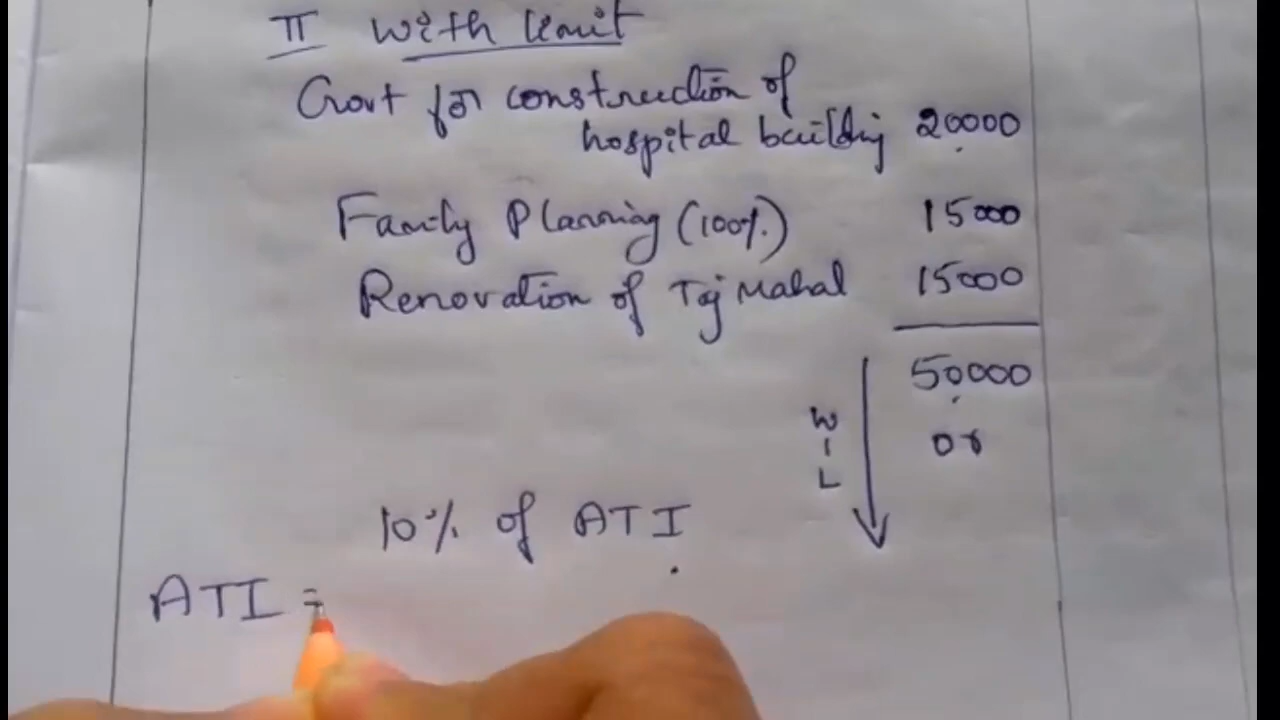 II With limit
Govt for construction of
hospital building 20000
Family Planning (100%) 15000
Renovation of Taj Mahal 15000
50000
W
I
L
or
10% of ATI
ATI =